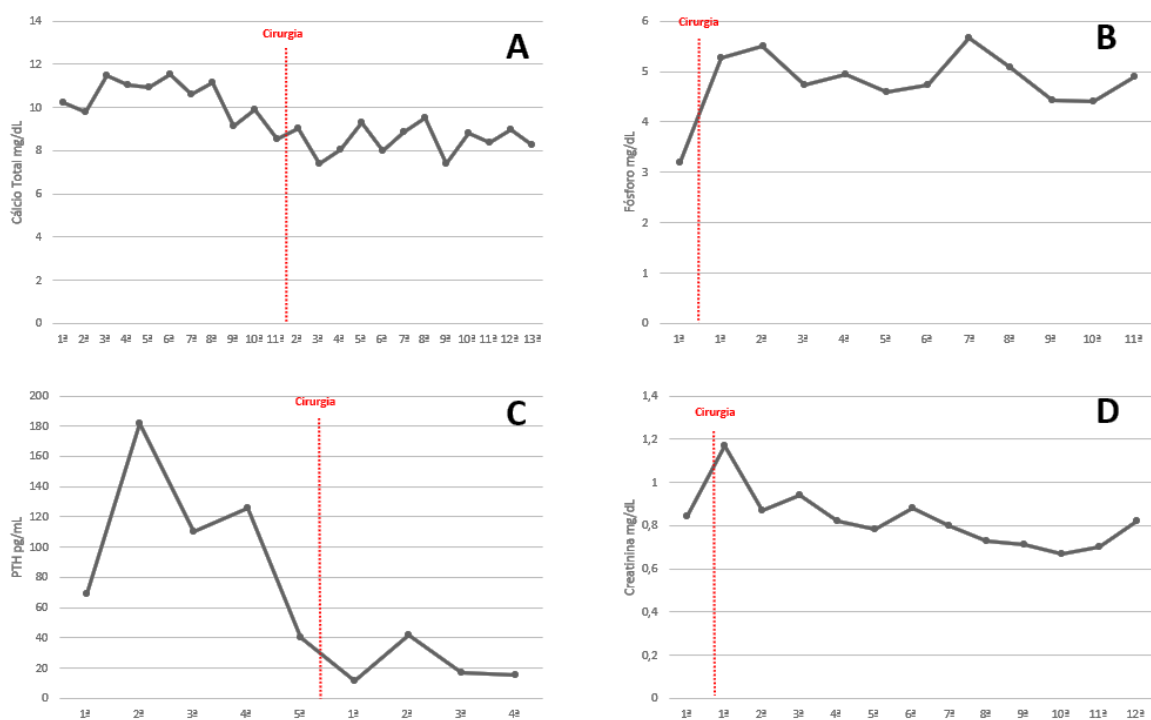 A
Cirurgia
Cálcio Total mg/dL
14
12
10
8
6
4
2
0
1ª 2ª 3ª 4ª 5ª 6ª 7ª 8ª 9ª 10ª 11ª 2ª 3ª 4ª 5ª 6ª 7ª 8ª 9ª 10ª 11ª 12ª 13ª
B
Cirurgia
Fósforo mg/dL
6
5
4
3
2
1
0
1ª 1ª 2ª 3ª 4ª 5ª 6ª 7ª 8ª 9ª 10ª 11ª
C
Cirurgia
PTH pg/mL
200
180
160
140
120
100
80
60
40
20
0
1ª 2ª 3ª 4ª 5ª 1ª 2ª 3ª 4ª
D
Cirurgia
Creatinina mg/dL
1,4
1,2
1
0,8
0,6
0,4
0,2
0
1ª 1ª 2ª 3ª 4ª 5ª 6ª 7ª 8ª 9ª 10ª 11ª 12ª